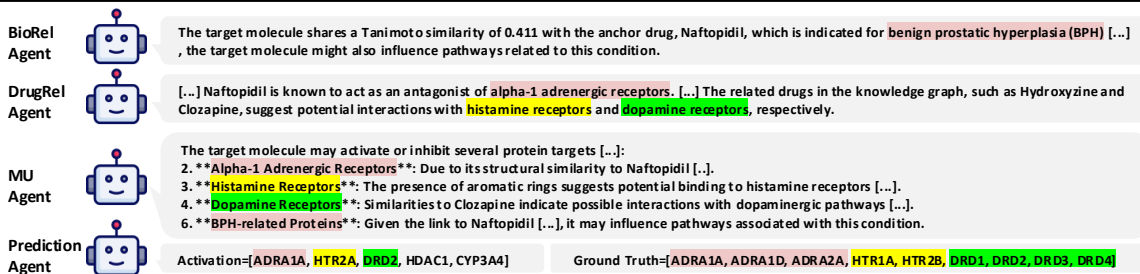 BioRel
Agent
The target molecule shares a Tanimoto similarity of 0.411 with the anchor drug, Naftopidil, which is indicated for benign prostatic hyperplasia (BPH) [...]
, the target molecule might also influence pathways related to this condition.
DrugRel
Agent
[...] Naftopidil is known to act as an antagonist of alpha-1 adrenergic receptors. [...] The related drugs in the knowledge graph, such as Hydroxyzine and
Clozapine, suggest potential interactions with histamine receptors and dopamine receptors, respectively.
MU
Agent
The target molecule may activate or inhibit several protein targets [...]:
2. **Alpha-1 Adrenergic Receptors**: Due to its structural similarity to Naftopidil [..].
3. **Histamine Receptors**: The presence of aromatic rings suggests potential binding to histamine receptors [...].
4. **Dopamine Receptors**: Similarities to Clozapine indicate possible interactions with dopaminergic pathways [...].
6. **BPH-related Proteins**: Given the link to Naftopidil [...], it may influence pathways associated with this condition.
Prediction
Agent
Activation=[ADRA1A, HTR2A, DRD2, HDAC1, CYP3A4]
Ground Truth=[ADRA1A, ADRA1D, ADRA2A, HTR1A, HTR2B, DRD1, DRD2, DRD3, DRD4]